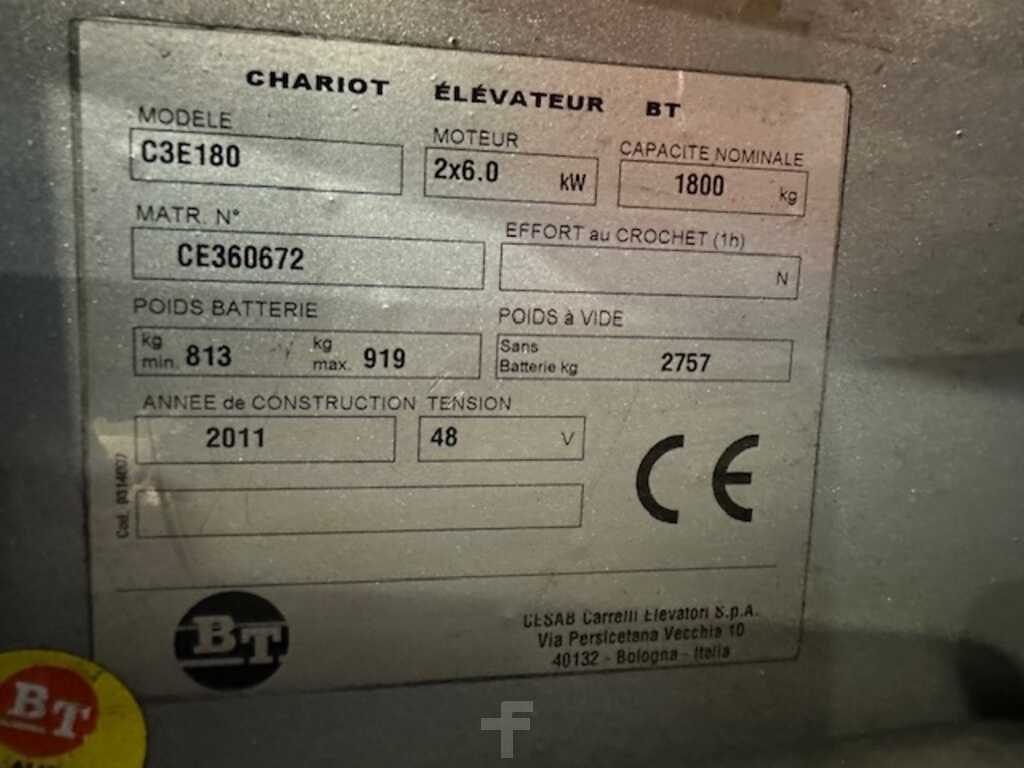 CHARIOT ÉLÉVATEUR BT
MODELE
C3E180
MOTEUR
2x6.0 kW
CAPACITE NOMINALE
1800 kg
MATR. N°
CE360672
EFFORT au CROCHET (1h)
N
POIDS BATTERIE
kg min. 813 kg max. 919
POIDS à VIDE
Sans
Batterie kg 2757
ANNEE de CONSTRUCTION TENSION
2011 48 V
CE
Cod.
BT
CESAB Carrelli Elevatori S.p.A.
Via Persicetana Vecchia 10
40132 - Bologna - Italia
BT